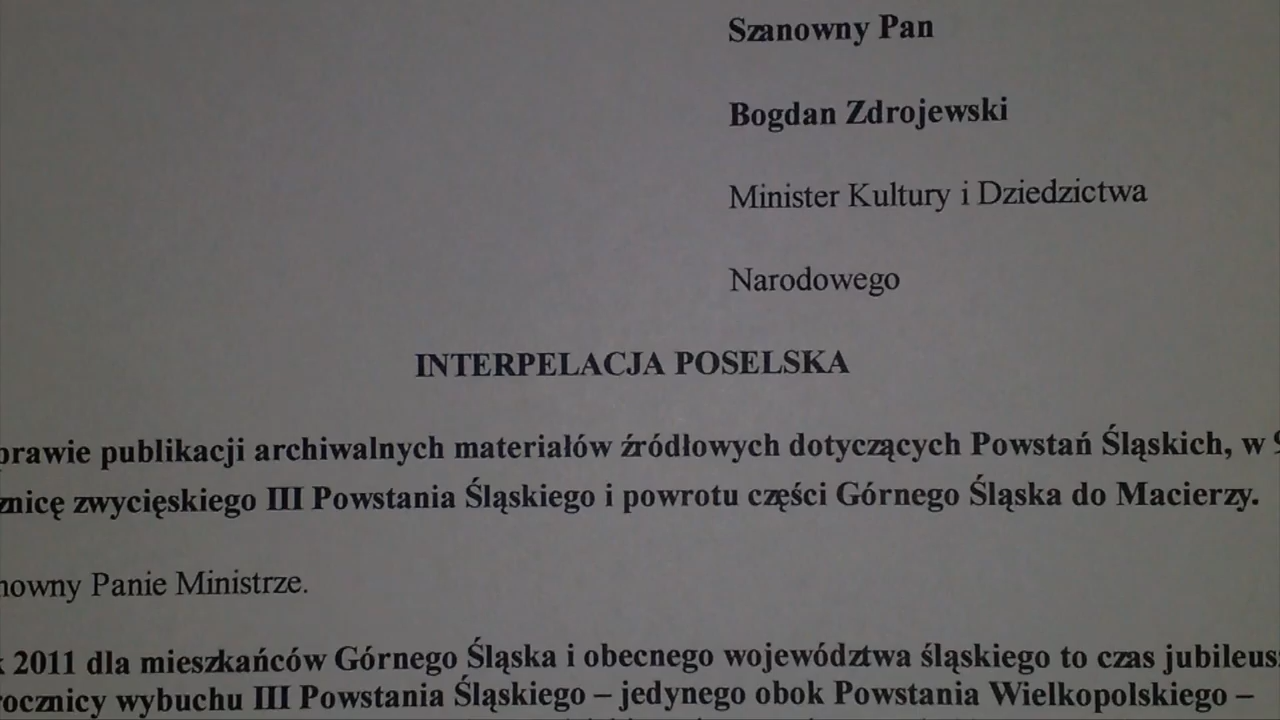 Szanowny Pan
Bogdan Zdrojewski
Minister Kultury i Dziedzictwa
Narodowego
INTERPELACJA POSELSKA
prawie publikacji archiwalnych materiałów źródłowych dotyczących Powstań Śląskich, w 9
znicę zwycięskiego III Powstania Śląskiego i powrotu części Górnego Śląska do Macierzy.
nowny Panie Ministrze.
k 2011 dla mieszkańców Górnego Śląska i obecnego województwa śląskiego to czas jubileusz
rocznicy wybuchu III Powstania Śląskiego – jedynego obok Powstania Wielkopolskiego –